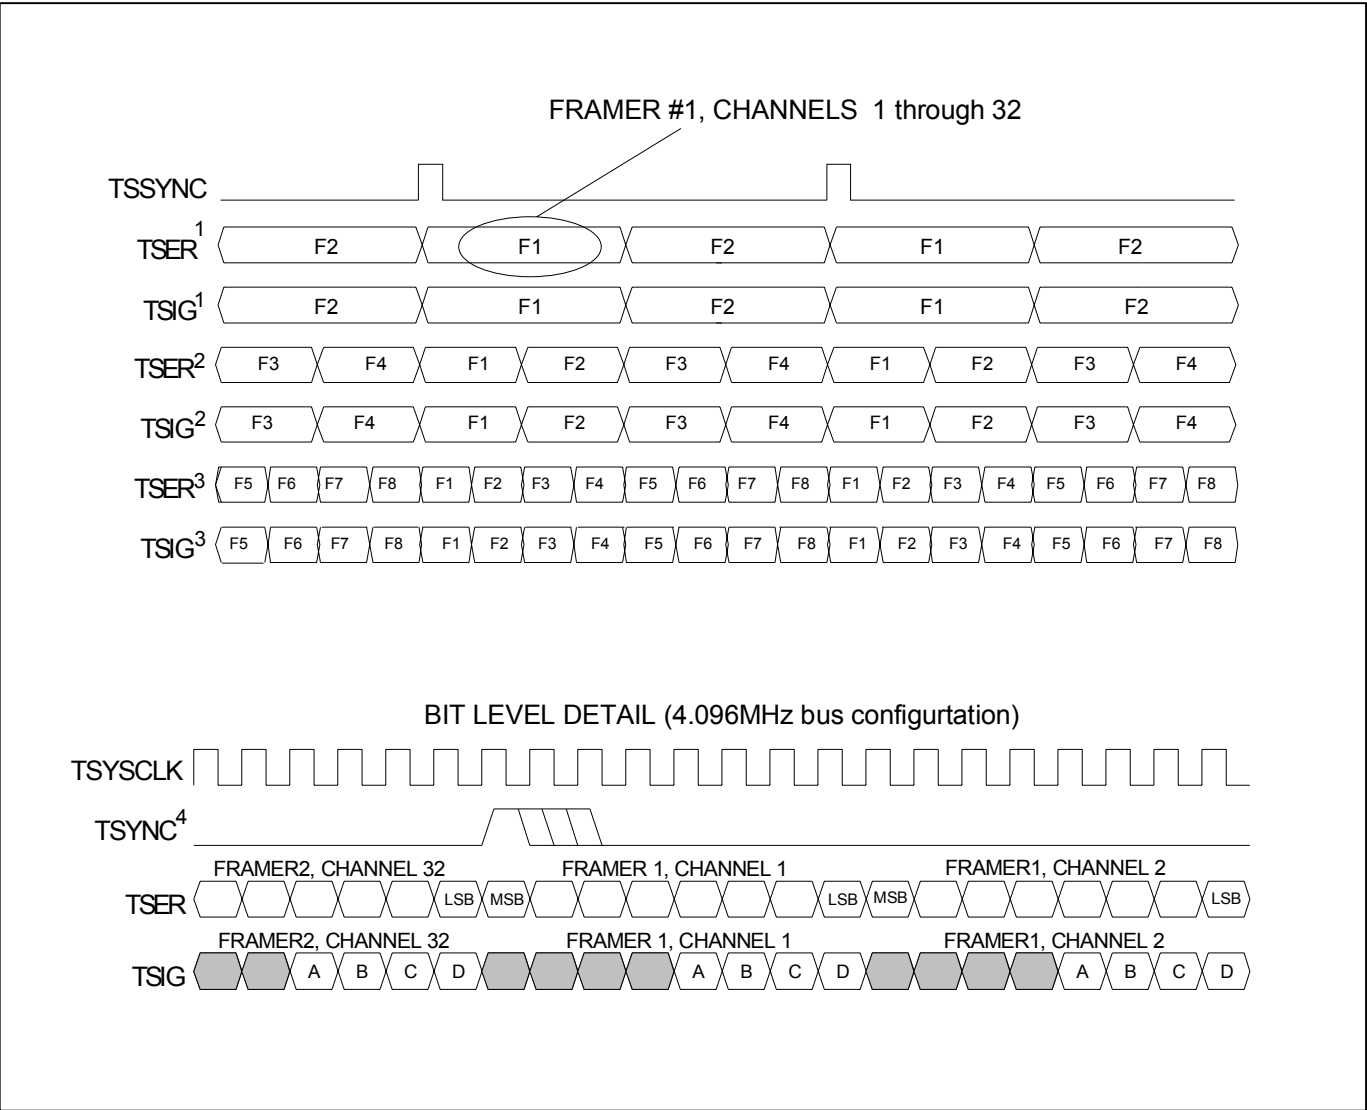 FRAMER #1, CHANNELS 1 through 32
TSSYNC
TSER1 F2 F1 F2 F1 F2
TSIG1 F2 F1 F2 F1 F2
TSER2 F3 F4 F1 F2 F3 F4 F1 F2 F3 F4
TSIG2 F3 F4 F1 F2 F3 F4 F1 F2 F3 F4
TSER3 F5 F6 F7 F8 F1 F2 F3 F4 F5 F6 F7 F8 F1 F2 F3 F4 F5 F6 F7 F8
TSIG3 F5 F6 F7 F8 F1 F2 F3 F4 F5 F6 F7 F8 F1 F2 F3 F4 F5 F6 F7 F8
BIT LEVEL DETAIL (4.096MHz bus configurtation)
TSYSCLK
TSYNC4
FRAMER2, CHANNEL 32 FRAMER 1, CHANNEL 1 FRAMER1, CHANNEL 2
TSER LSB MSB LSB MSB LSB
FRAMER2, CHANNEL 32 FRAMER 1, CHANNEL 1 FRAMER1, CHANNEL 2
TSIG A B C D A B C D A B C D